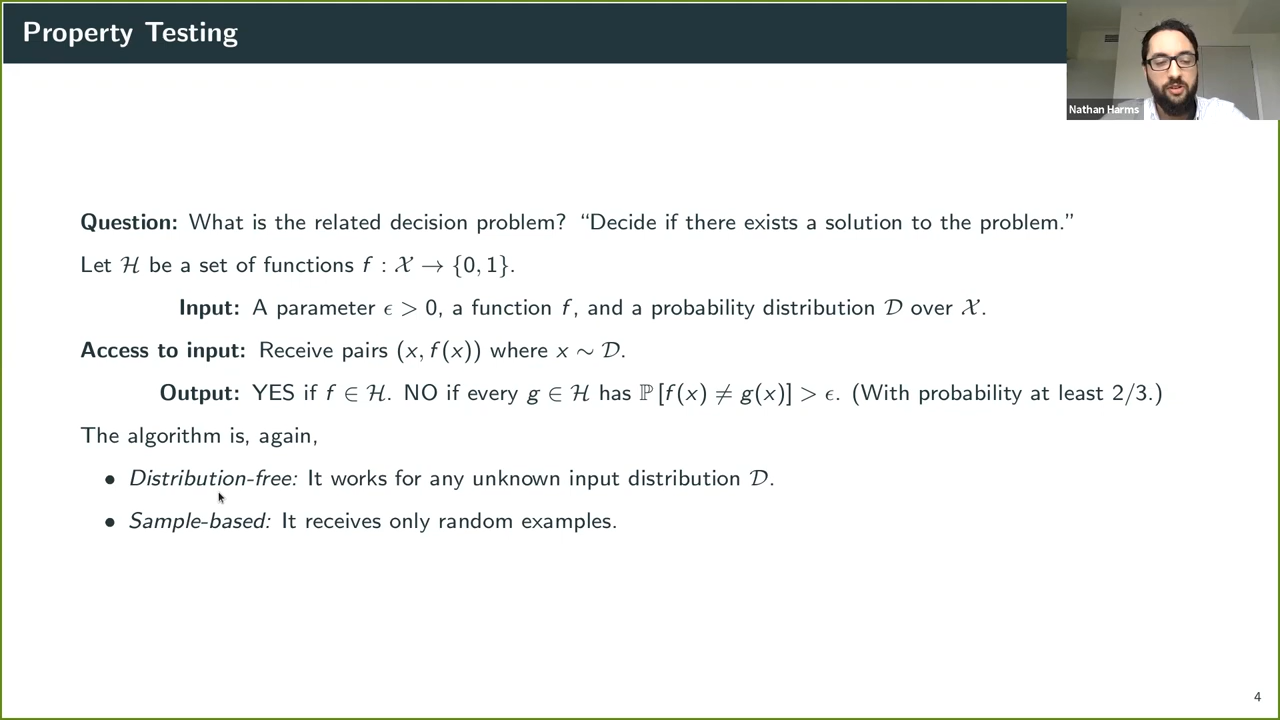 Property Testing
Nathan Harms
Question: What is the related decision problem? “Decide if there exists a solution to the problem.”
Let ℋ be a set of functions f : 𝒳 → {0, 1}.
Input: A parameter ϵ > 0, a function f, and a probability distribution 𝒟 over 𝒳.
Access to input: Receive pairs (x, f(x)) where x ∼ 𝒟.
Output: YES if f ∈ ℋ. NO if every g ∈ ℋ has ℙ [f(x) ≠ g(x)] > ϵ. (With probability at least 2/3.)
The algorithm is, again,
• Distribution-free: It works for any unknown input distribution 𝒟.
• Sample-based: It receives only random examples.
4